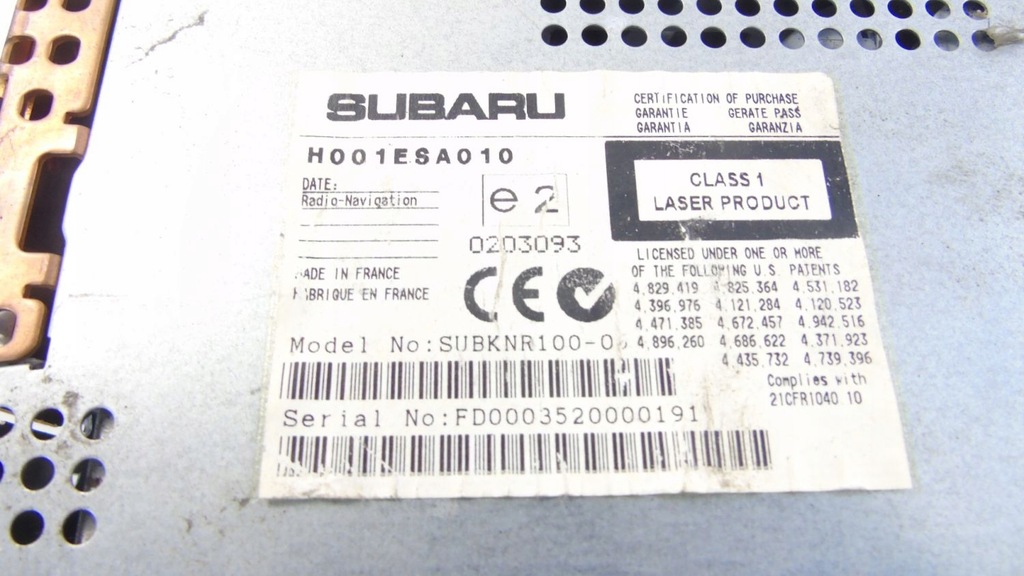 SUBARU
CERTIFICATION OF PURCHASE
GARANTIE GERATE PASS
GARANTIA GARANZIA
H001ESA010
DATE:
Radio-Navigation
e2
0203093
CLASS 1
LASER PRODUCT
LICENSED UNDER ONE OR MORE
OF THE FOLLOWING U.S. PATENTS
4,829,419 4,825,364 4,531,182
4,396,976 4,121,284 4,120,523
4,471,385 4,672,457 4,942,516
4,896,260 4,686,622 4,371,923
4,435,732 4,739,396
Complies with
21CFR1040.10
MADE IN FRANCE
FABRIQUE EN FRANCE
CE
Model No:SUBKNR100-0
Serial No:FD0003520000191